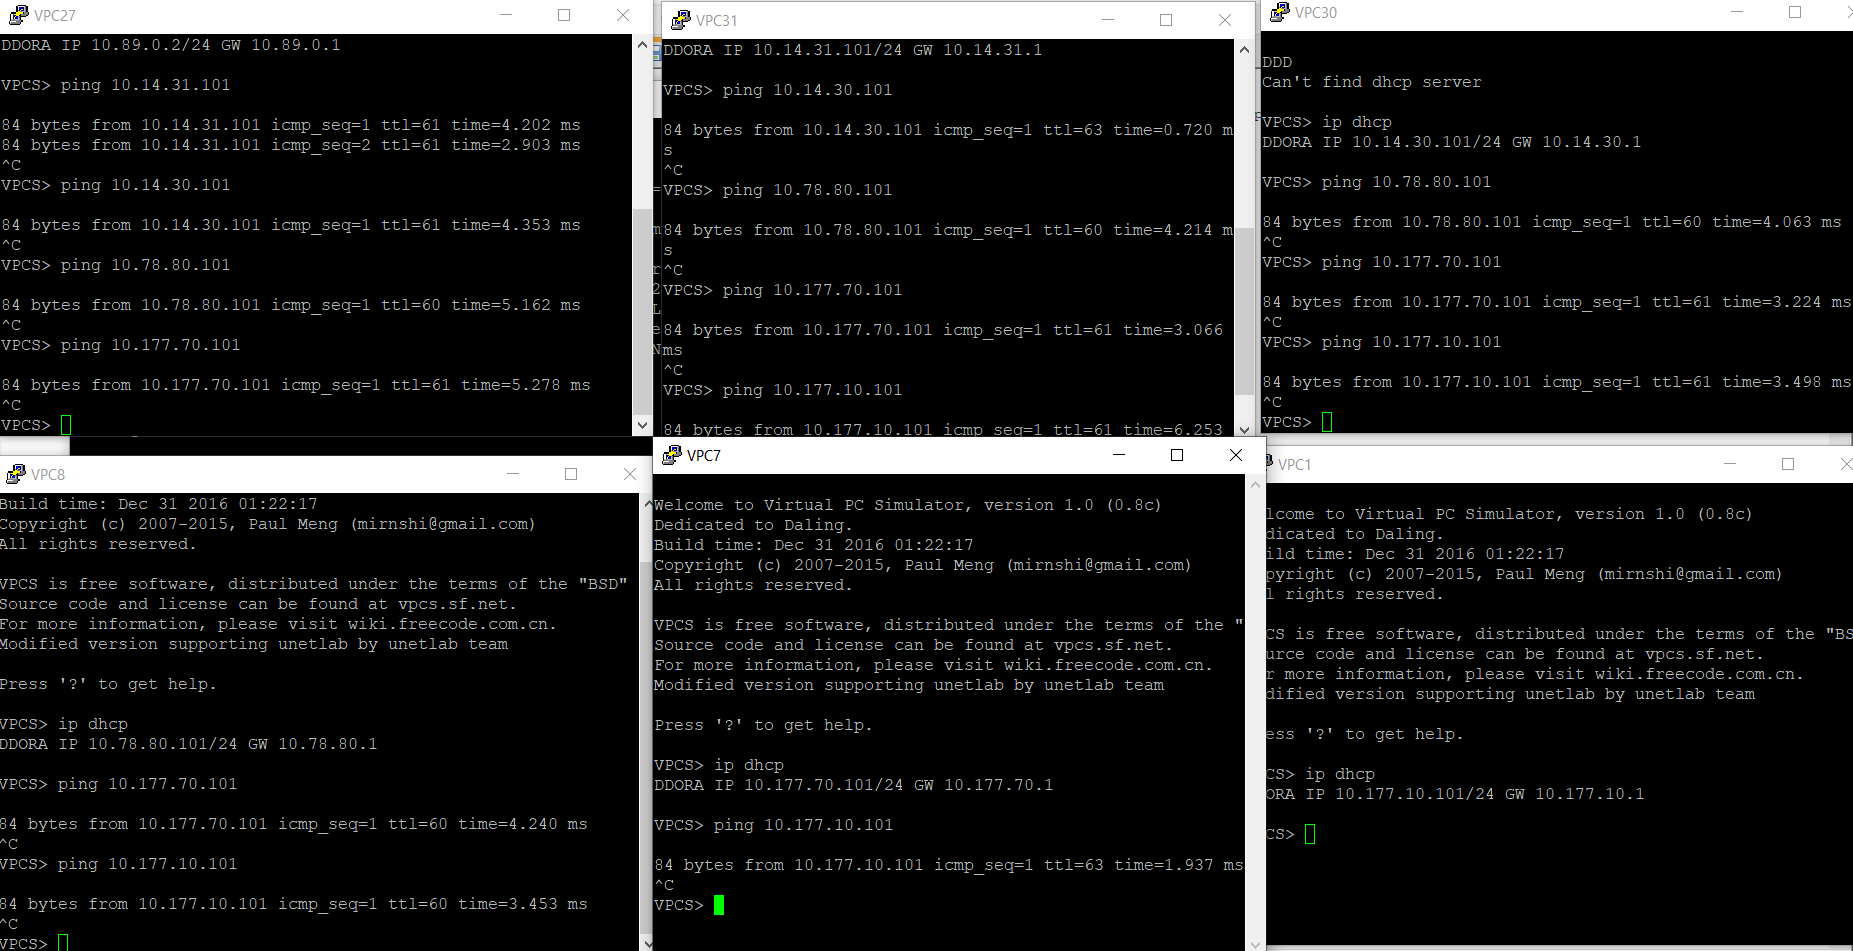 VPC27
DDORA IP 10.89.0.2/24 GW 10.89.0.1
VPCS> ping 10.14.31.101
84 bytes from 10.14.31.101 icmp_seq=1 ttl=61 time=4.202 ms
84 bytes from 10.14.31.101 icmp_seq=2 ttl=61 time=2.903 ms
^C
VPCS> ping 10.14.30.101
84 bytes from 10.14.30.101 icmp_seq=1 ttl=61 time=4.353 ms
^C
VPCS> ping 10.78.80.101
84 bytes from 10.78.80.101 icmp_seq=1 ttl=60 time=5.162 ms
^C
VPCS> ping 10.177.70.101
84 bytes from 10.177.70.101 icmp_seq=1 ttl=61 time=5.278 ms
^C
VPCS>
VPC31
DDORA IP 10.14.31.101/24 GW 10.14.31.1
VPCS> ping 10.14.30.101
84 bytes from 10.14.30.101 icmp_seq=1 ttl=63 time=0.720 m
s
^C
VPCS> ping 10.78.80.101
84 bytes from 10.78.80.101 icmp_seq=1 ttl=60 time=4.214 m
s
^C
VPCS> ping 10.177.70.101
84 bytes from 10.177.70.101 icmp_seq=1 ttl=61 time=3.066
ms
^C
VPCS> ping 10.177.10.101
84 bytes from 10.177.10.101 icmp_seq=1 ttl=61 time=6.253
VPC30
DDD
Can't find dhcp server
VPCS> ip dhcp
DDORA IP 10.14.30.101/24 GW 10.14.30.1
VPCS> ping 10.78.80.101
84 bytes from 10.78.80.101 icmp_seq=1 ttl=60 time=4.063 ms
^C
VPCS> ping 10.177.70.101
84 bytes from 10.177.70.101 icmp_seq=1 ttl=61 time=3.224 ms
^C
VPCS> ping 10.177.10.101
84 bytes from 10.177.10.101 icmp_seq=1 ttl=61 time=3.498 ms
^C
VPCS>
VPC8
Build time: Dec 31 2016 01:22:17
Copyright (c) 2007-2015, Paul Meng (mirnshi@gmail.com)
All rights reserved.
VPCS is free software, distributed under the terms of the "BSD"
Source code and license can be found at vpcs.sf.net.
For more information, please visit wiki.freecode.com.cn.
Modified version supporting unetlab by unetlab team
Press '?' to get help.
VPCS> ip dhcp
DDORA IP 10.78.80.101/24 GW 10.78.80.1
VPCS> ping 10.177.70.101
84 bytes from 10.177.70.101 icmp_seq=1 ttl=60 time=4.240 ms
^C
VPCS> ping 10.177.10.101
84 bytes from 10.177.10.101 icmp_seq=1 ttl=60 time=3.453 ms
^C
VPCS>
VPC7
Welcome to Virtual PC Simulator, version 1.0 (0.8c)
Dedicated to Daling.
Build time: Dec 31 2016 01:22:17
Copyright (c) 2007-2015, Paul Meng (mirnshi@gmail.com)
All rights reserved.
VPCS is free software, distributed under the terms of the "
Source code and license can be found at vpcs.sf.net.
For more information, please visit wiki.freecode.com.cn.
Modified version supporting unetlab by unetlab team
Press '?' to get help.
VPCS> ip dhcp
DDORA IP 10.177.70.101/24 GW 10.177.70.1
VPCS> ping 10.177.10.101
84 bytes from 10.177.10.101 icmp_seq=1 ttl=63 time=1.937 ms
^C
VPCS>
VPC1
lcome to Virtual PC Simulator, version 1.0 (0.8c)
dicated to Daling.
ild time: Dec 31 2016 01:22:17
pyright (c) 2007-2015, Paul Meng (mirnshi@gmail.com)
l rights reserved.
CS is free software, distributed under the terms of the "BS
urce code and license can be found at vpcs.sf.net.
r more information, please visit wiki.freecode.com.cn.
dified version supporting unetlab by unetlab team
ess '?' to get help.
CS> ip dhcp
ORA IP 10.177.10.101/24 GW 10.177.10.1
CS>